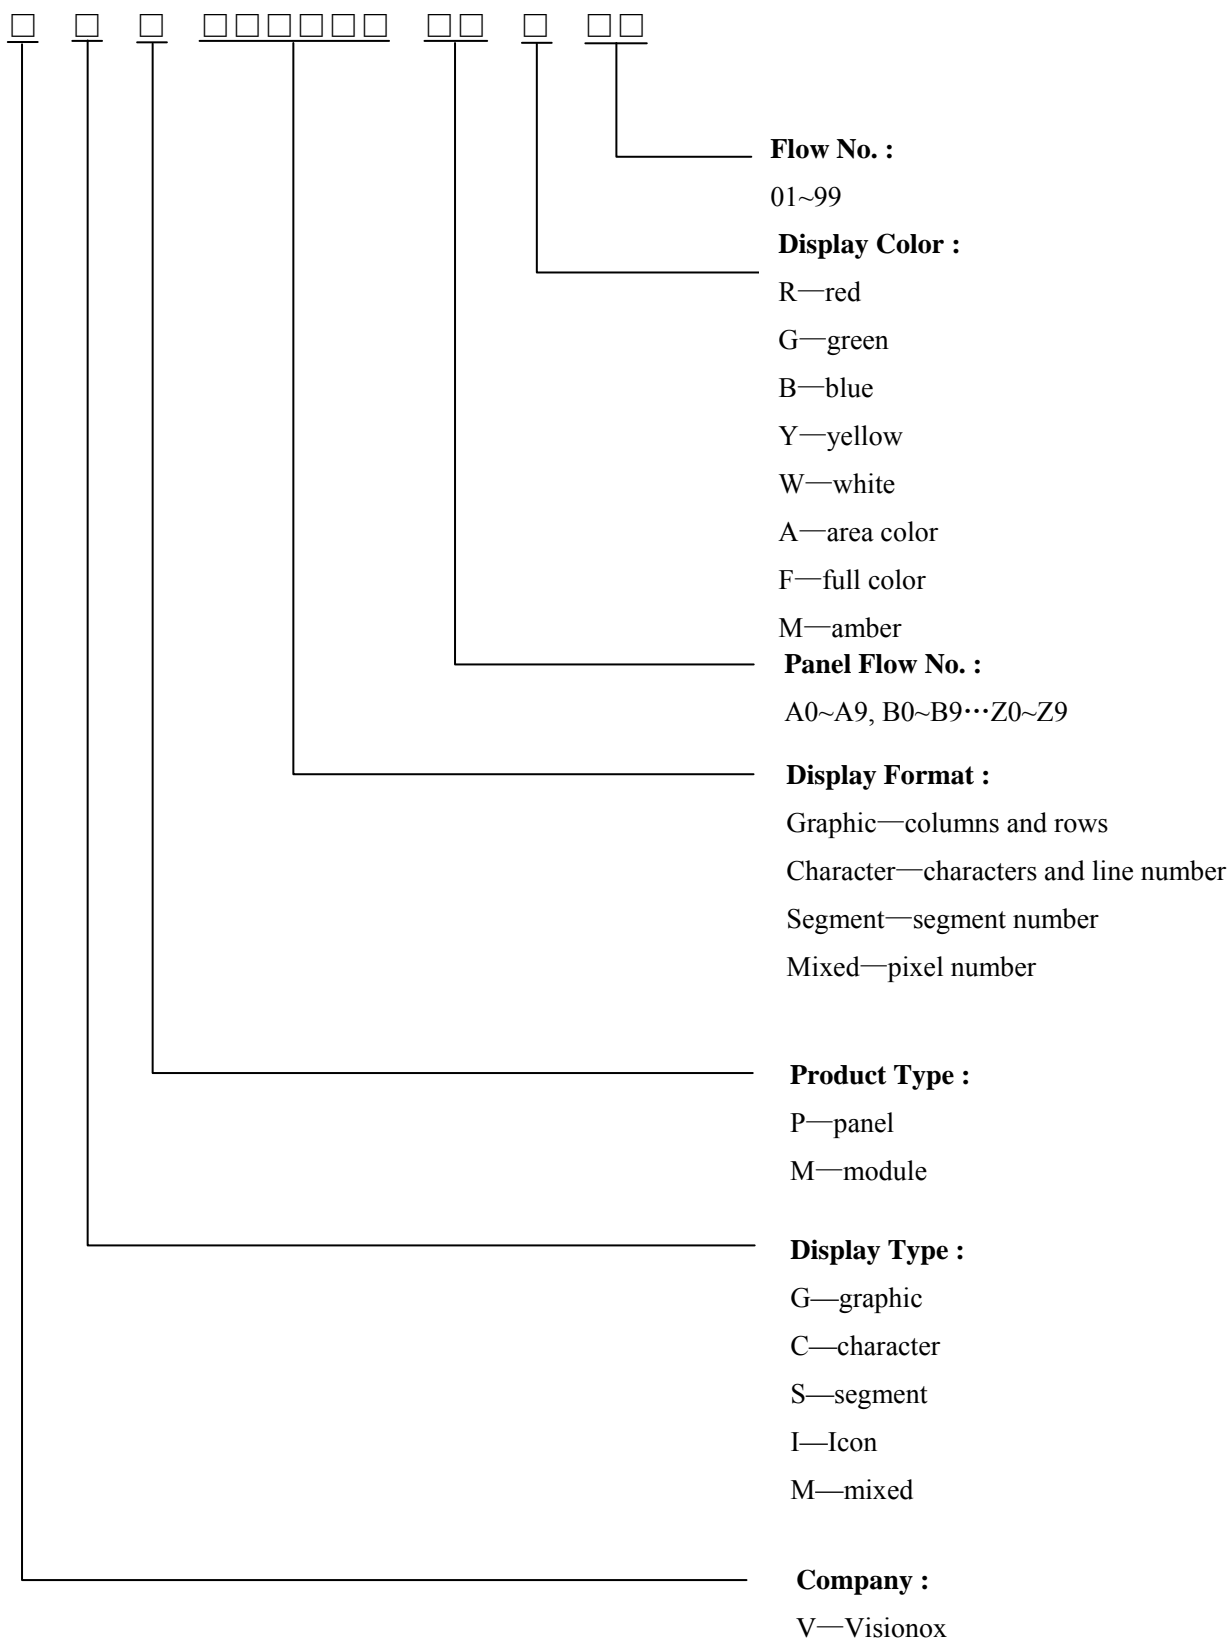 □ □ □ □□□□□□ □□ □ □□
Flow No. :
01~99
Display Color :
R—red
G—green
B—blue
Y—yellow
W—white
A—area color
F—full color
M—amber
Panel Flow No. :
A0~A9, B0~B9⋯Z0~Z9
Display Format :
Graphic—columns and rows
Character—characters and line number
Segment—segment number
Mixed—pixel number
Product Type :
P—panel
M—module
Display Type :
G—graphic
C—character
S—segment
I—Icon
M—mixed
Company :
V—Visionox